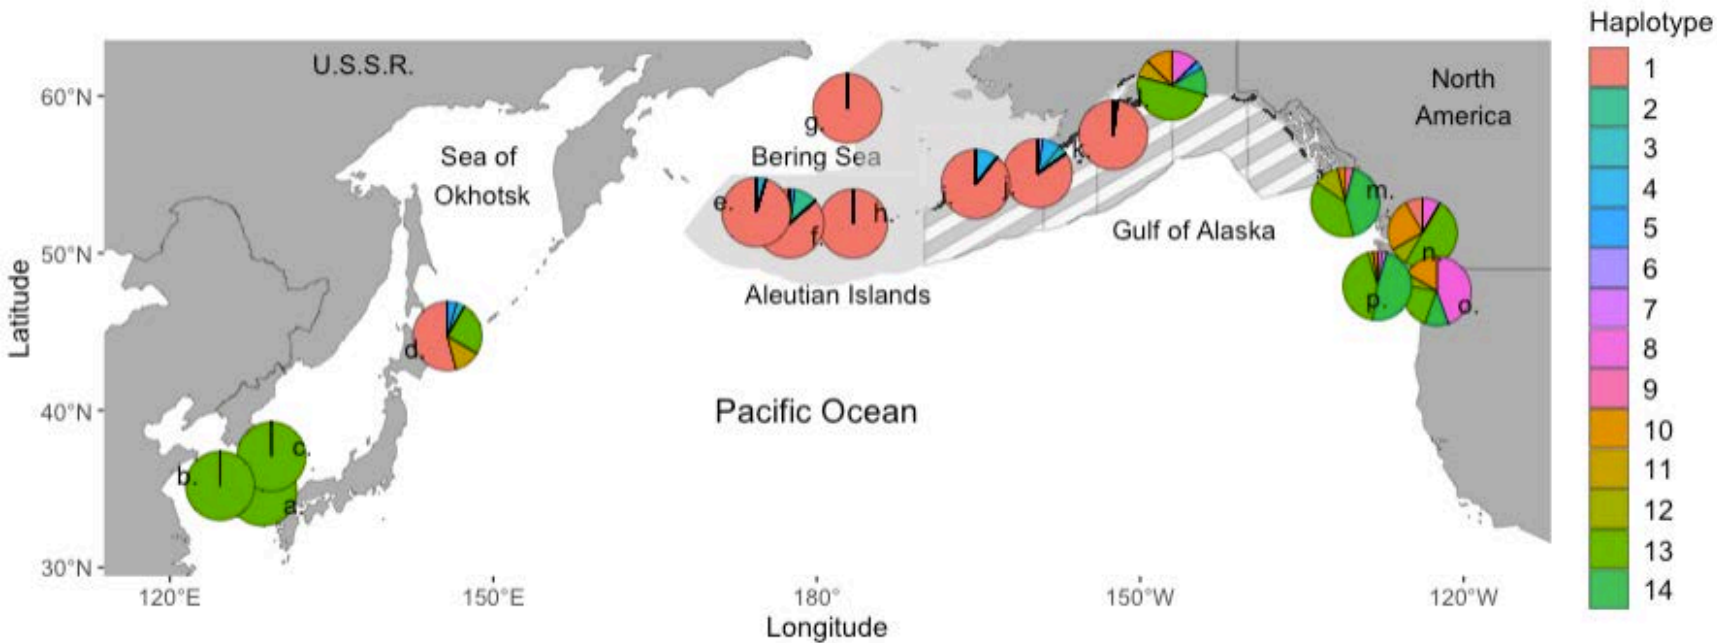 Haplotype
1
2
3
4
5
6
7
8
9
10
11
12
13
14
U.S.S.R.
North
America
60°N
50°N
40°N
30°N
Latitude
Sea of
Okhotsk
g.
Bering Sea
e.
f.
h.
i.
j.
k.
m.
n.
o.
p.
Gulf of Alaska
Aleutian Islands
d.
Pacific Ocean
c.
b.
a.
120°E
150°E
180°
150°W
120°W
Longitude